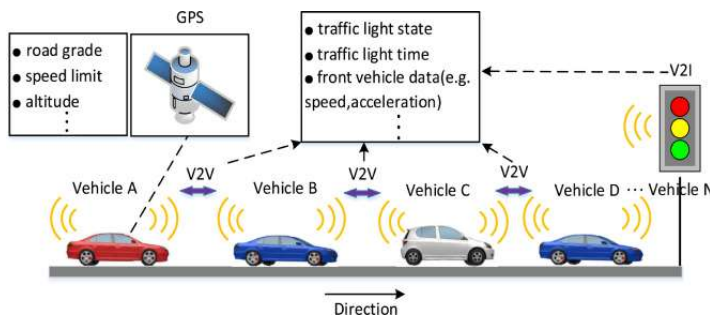 GPS
● road grade
● speed limit
● altitude
● traffic light state
● traffic light time
● front vehicle data(e.g.
speed,acceleration)
V2I
V2V
V2V
V2V
Vehicle A
Vehicle B
Vehicle C
Vehicle D ··· Vehicle N
Direction